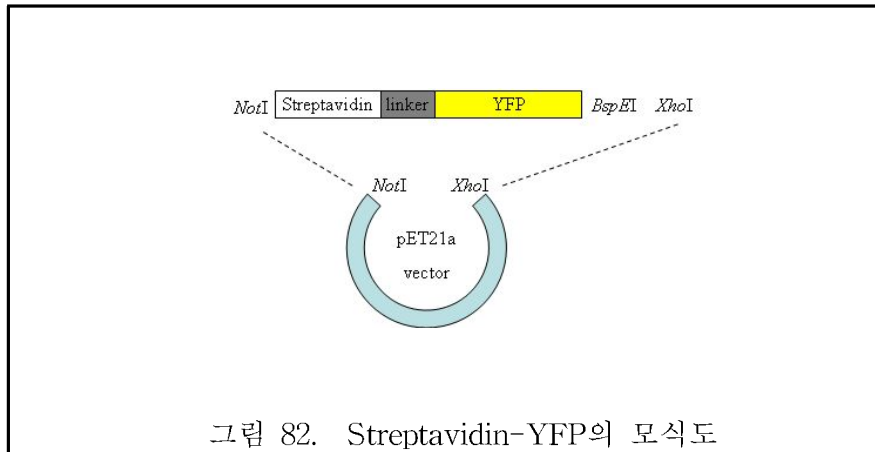 NotI Streptavidin linker YFP BspEI XhoI
NotI XhoI
pET21a
vector
그림 82. Streptavidin-YFP의 모식도